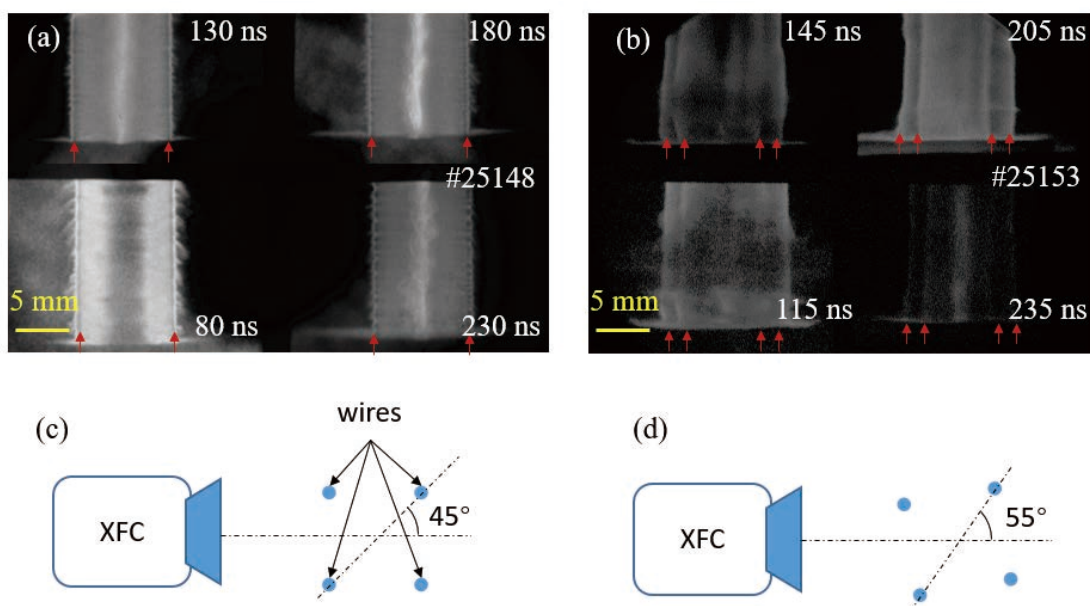 (a)
130 ns
180 ns
#25148
5 mm
80 ns
230 ns
(b)
145 ns
205 ns
#25153
5 mm
115 ns
235 ns
(c)
wires
XFC
45°
(d)
XFC
55°